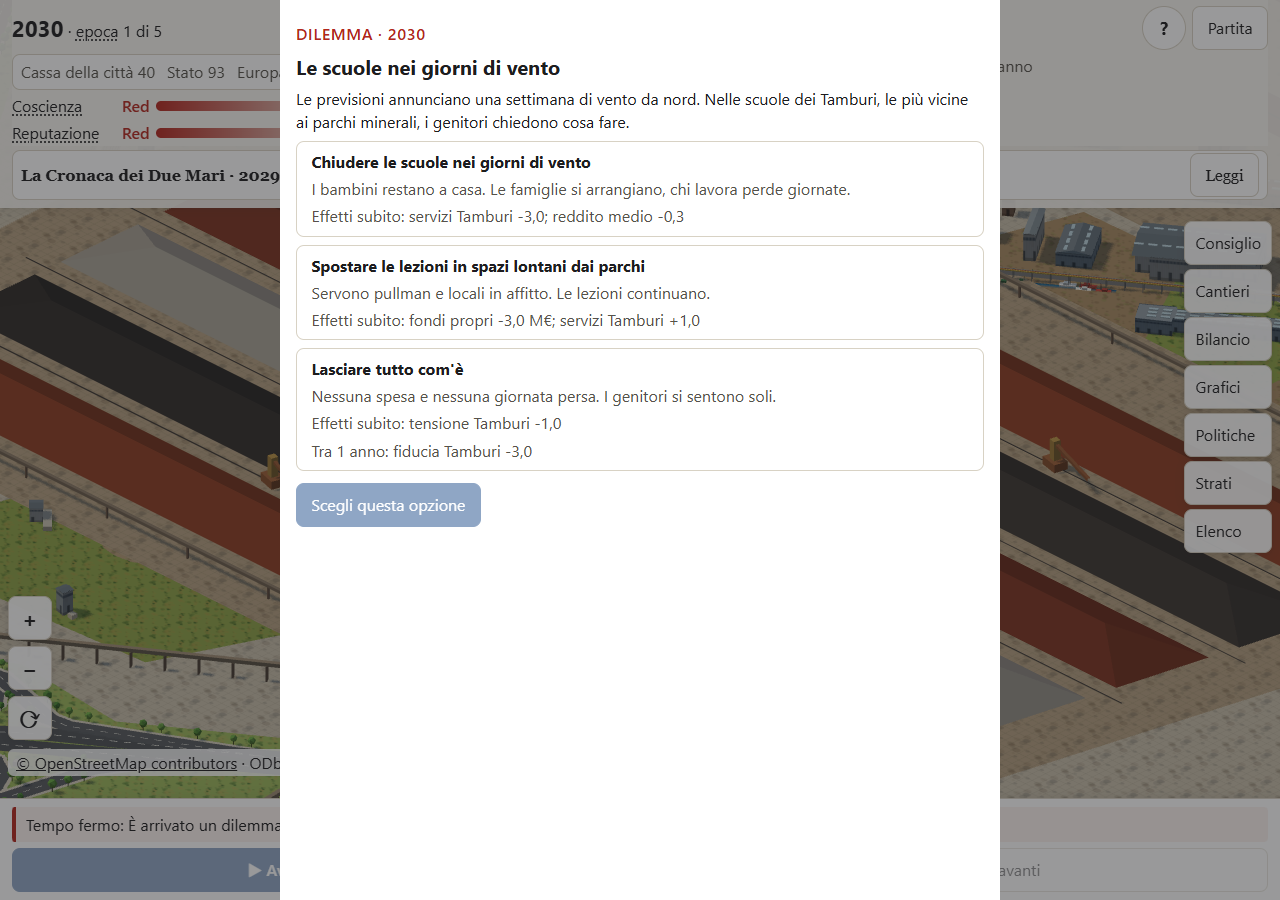 2030 · epoca 1 di 5
? Partita
Cassa della città 40 Stato 93 Europa
anno
Coscienza Red
Reputazione Red
La Cronaca dei Due Mari · 2029
Leggi
DILEMMA · 2030
Le scuole nei giorni di vento
Le previsioni annunciano una settimana di vento da nord. Nelle scuole dei Tamburi, le più vicine
ai parchi minerali, i genitori chiedono cosa fare.
Chiudere le scuole nei giorni di vento
I bambini restano a casa. Le famiglie si arrangiano, chi lavora perde giornate.
Effetti subito: servizi Tamburi -3,0; reddito medio -0,3
Spostare le lezioni in spazi lontani dai parchi
Servono pullman e locali in affitto. Le lezioni continuano.
Effetti subito: fondi propri -3,0 M€; servizi Tamburi +1,0
Lasciare tutto com'è
Nessuna spesa e nessuna giornata persa. I genitori si sentono soli.
Effetti subito: tensione Tamburi -1,0
Tra 1 anno: fiducia Tamburi -3,0
Scegli questa opzione
Consiglio
Cantieri
Bilancio
Grafici
Politiche
Strati
Elenco
+
−
© OpenStreetMap contributors · ODb
Tempo fermo: È arrivato un dilemma
▶ Av
avanti